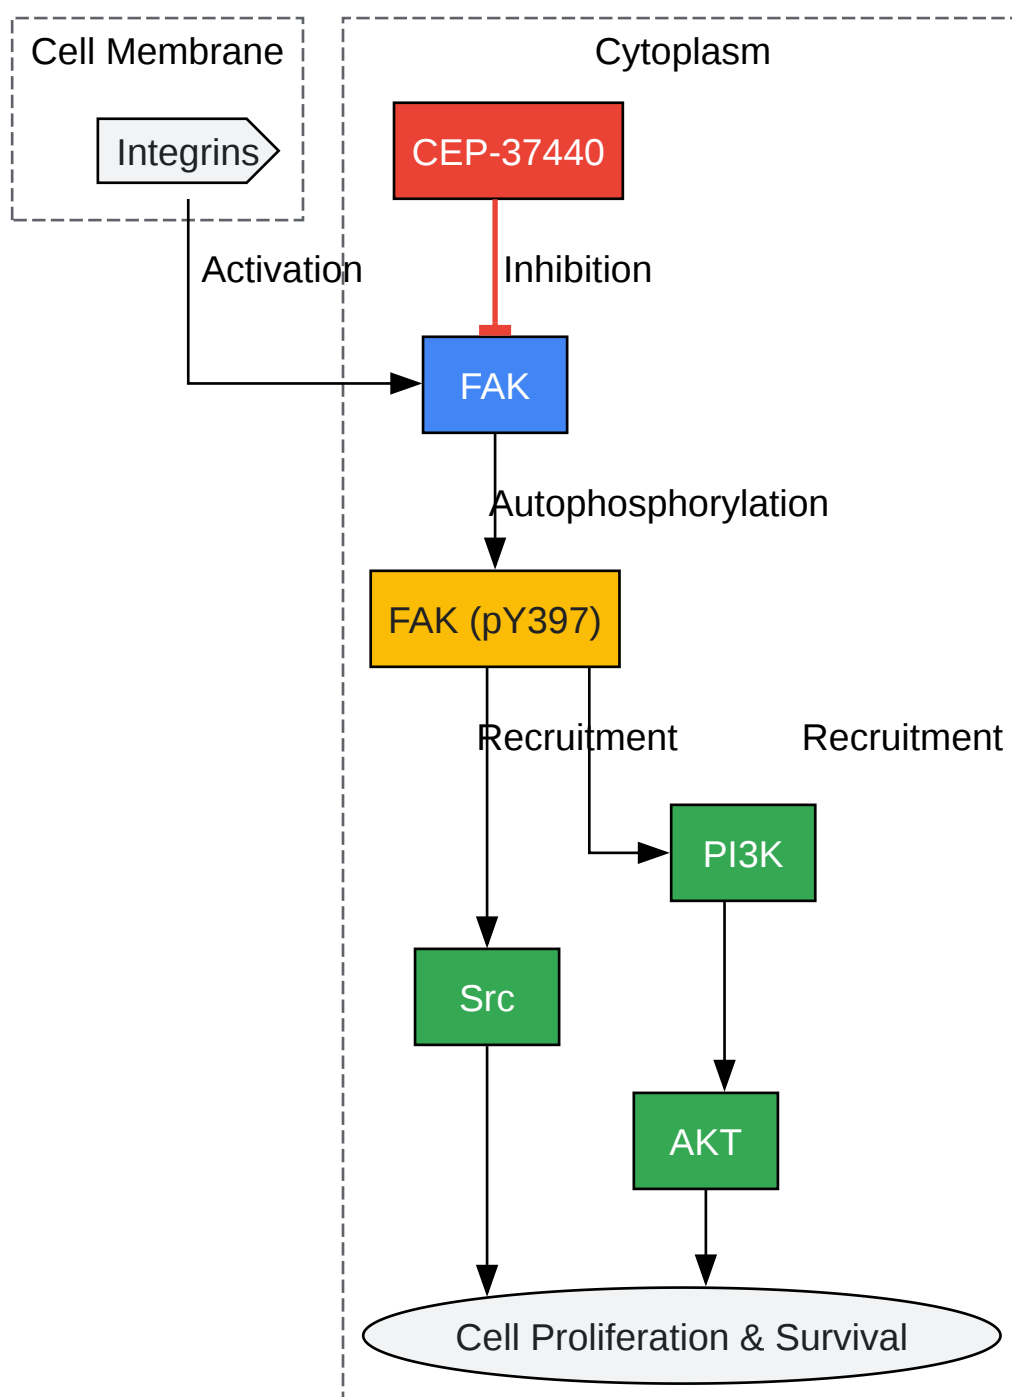 Cell Membrane
Cytoplasm
Integrins
CEP-37440
Activation
Inhibition
FAK
Autophosphorylation
FAK (pY397)
Recruitment
Recruitment
PI3K
Src
AKT
Cell Proliferation & Survival